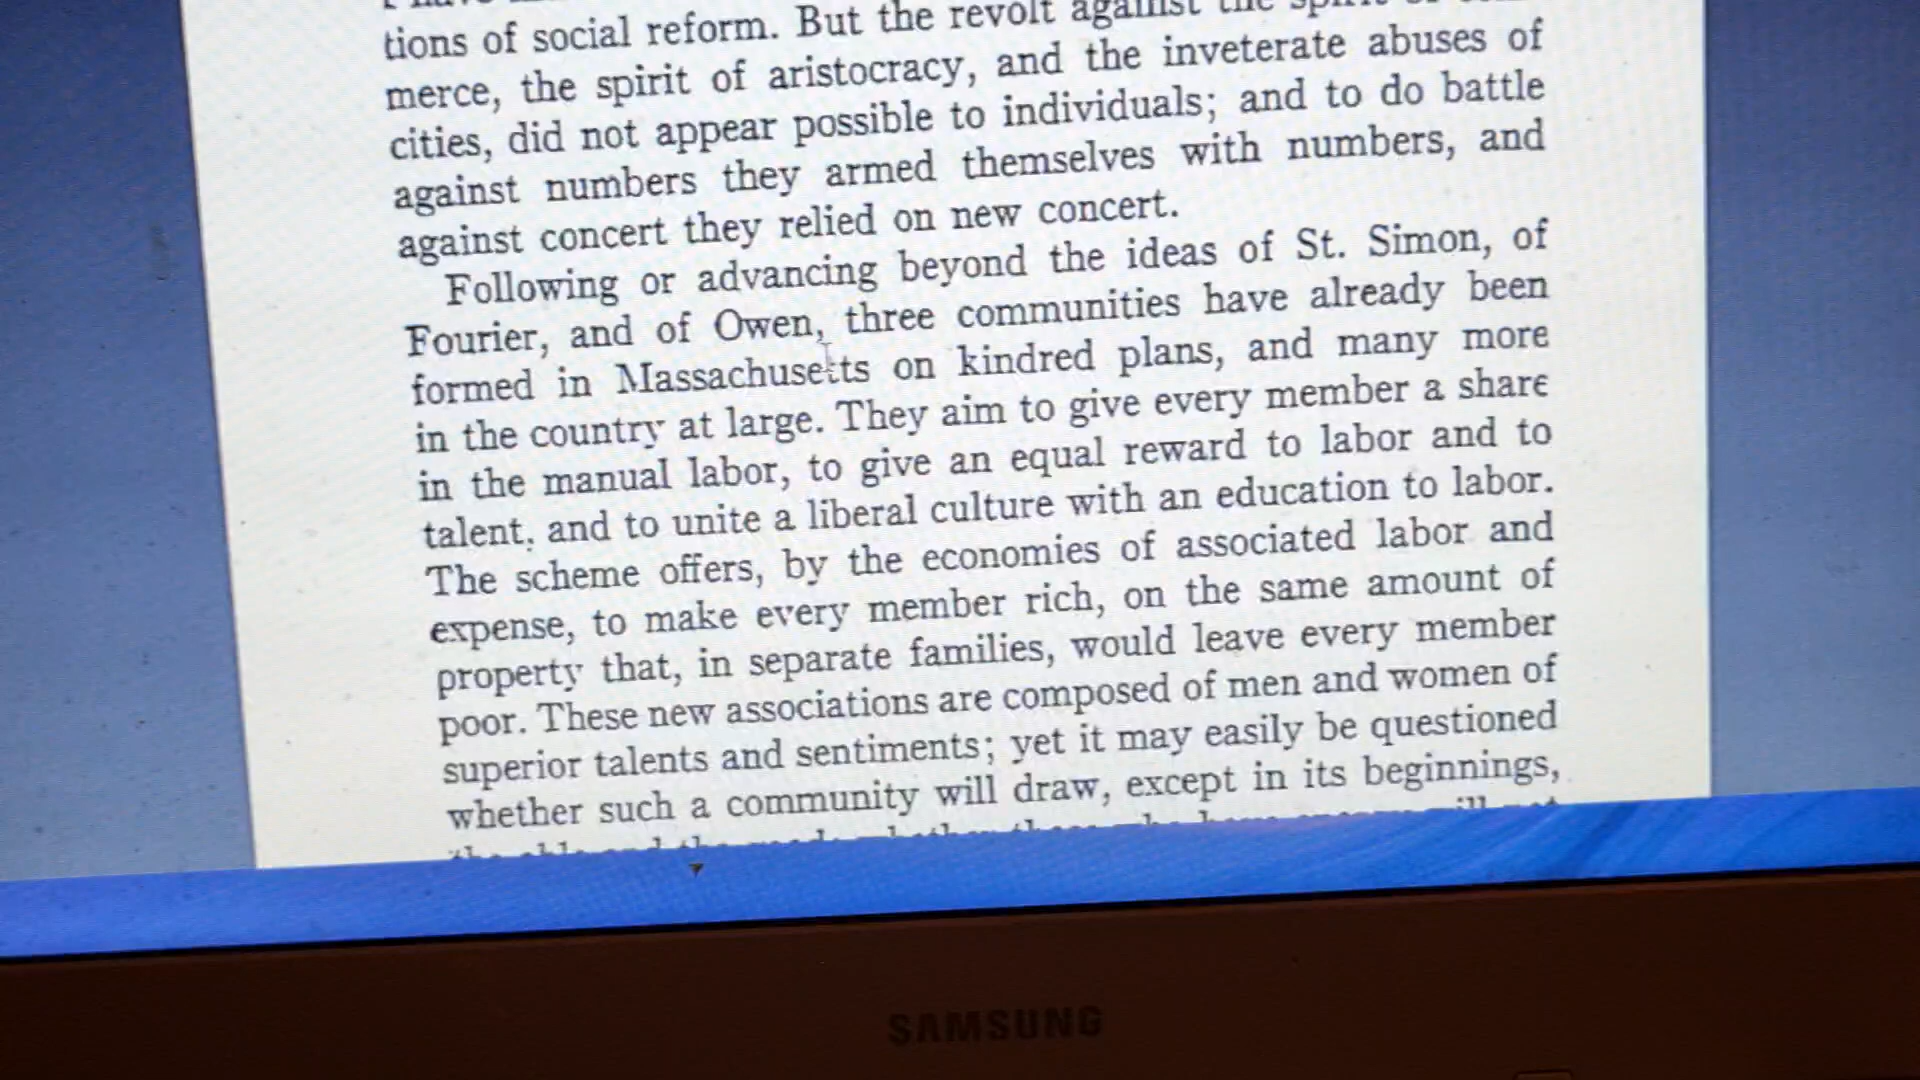 tions of social reform. But the revolt against the spirit of com-
merce, the spirit of aristocracy, and the inveterate abuses of
cities, did not appear possible to individuals; and to do battle
against numbers they armed themselves with numbers, and
against concert they relied on new concert.
Following or advancing beyond the ideas of St. Simon, of
Fourier, and of Owen, three communities have already been
formed in Massachusetts on kindred plans, and many more
in the country at large. They aim to give every member a share
in the manual labor, to give an equal reward to labor and to
talent, and to unite a liberal culture with an education to labor.
The scheme offers, by the economies of associated labor and
expense, to make every member rich, on the same amount of
property that, in separate families, would leave every member
poor. These new associations are composed of men and women of
superior talents and sentiments; yet it may easily be questioned
whether such a community will draw, except in its beginnings,
SAMSUNG